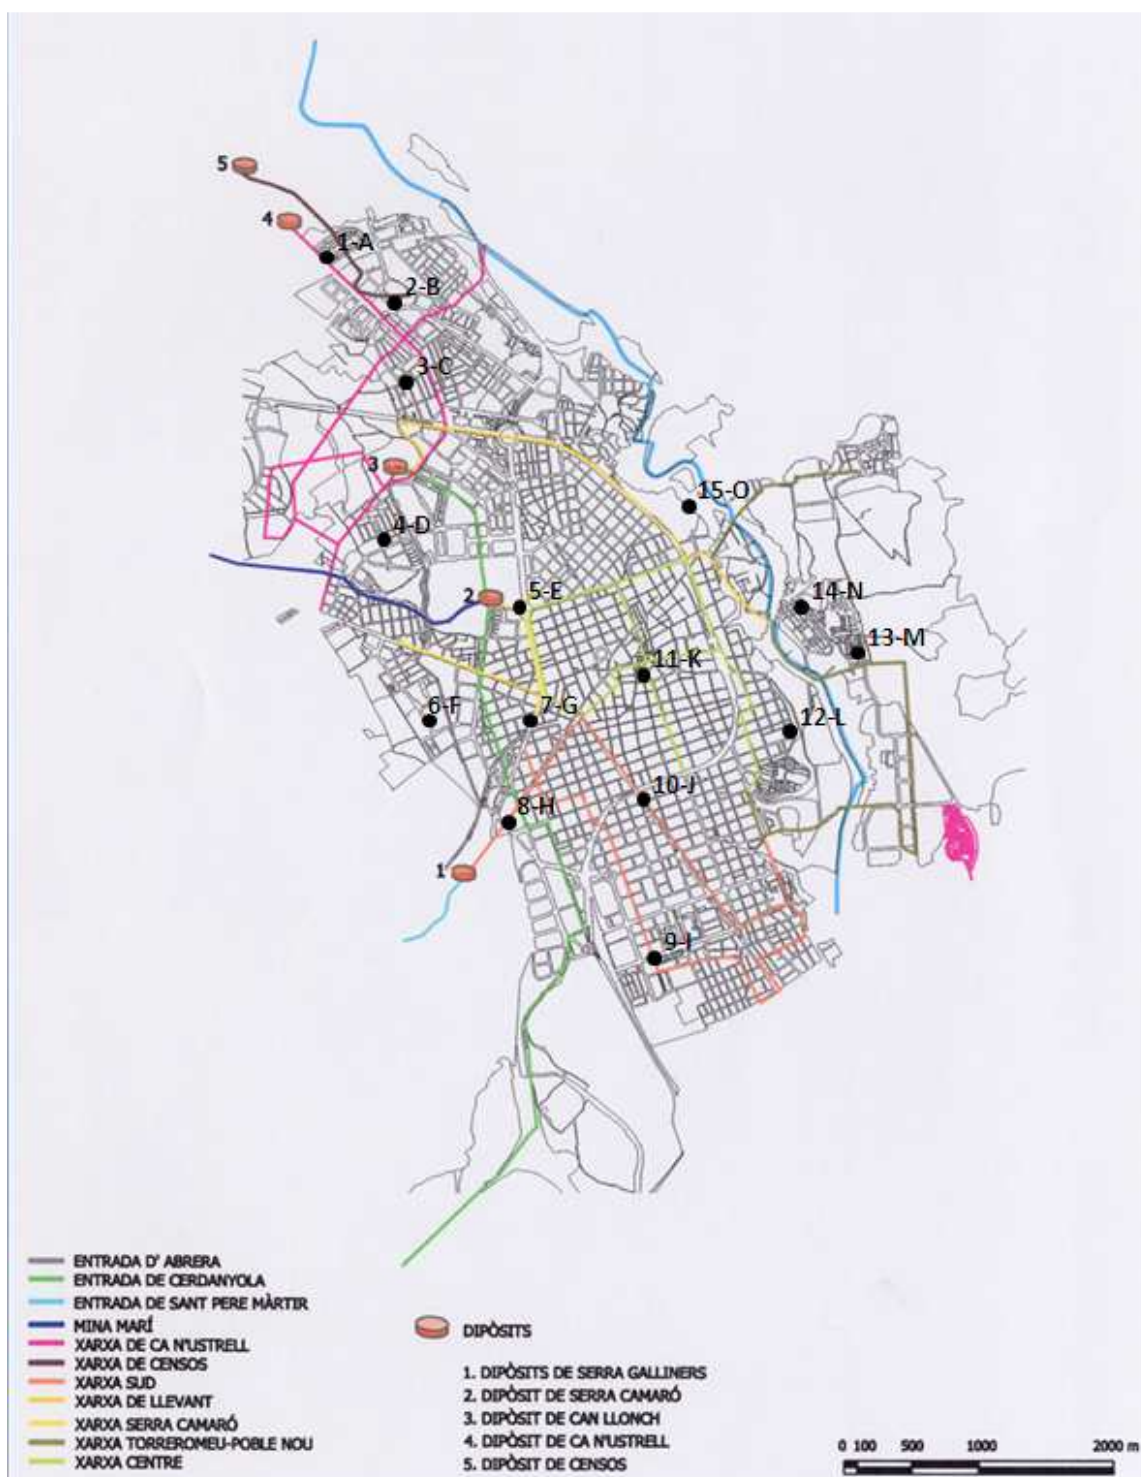 5
4
1-A
2-B
3-C
3
15-O
4-D
2
5-E
14-N
13-M
11-K
6-F
7-G
12-L
10-J
8-H
1
9-I
ENTRADA D' ABRERA
ENTRADA DE CERDANYOLA
ENTRADA DE SANT PERE MÀRTIR
MINA MARÍ
XARXA DE CA N'USTRELL
XARXA DE CENSOS
XARXA SUD
XARXA DE LLEVANT
XARXA SERRA CAMARÓ
XARXA TORREROMEU-POBLE NOU
XARXA CENTRE
DIPÒSITS
1. DIPÒSITS DE SERRA GALLINERS
2. DIPÒSIT DE SERRA CAMARÓ
3. DIPÒSIT DE CAN LLONCH
4. DIPÒSIT DE CA N'USTRELL
5. DIPÒSIT DE CENSOS
0 100 500 1000 2000 m